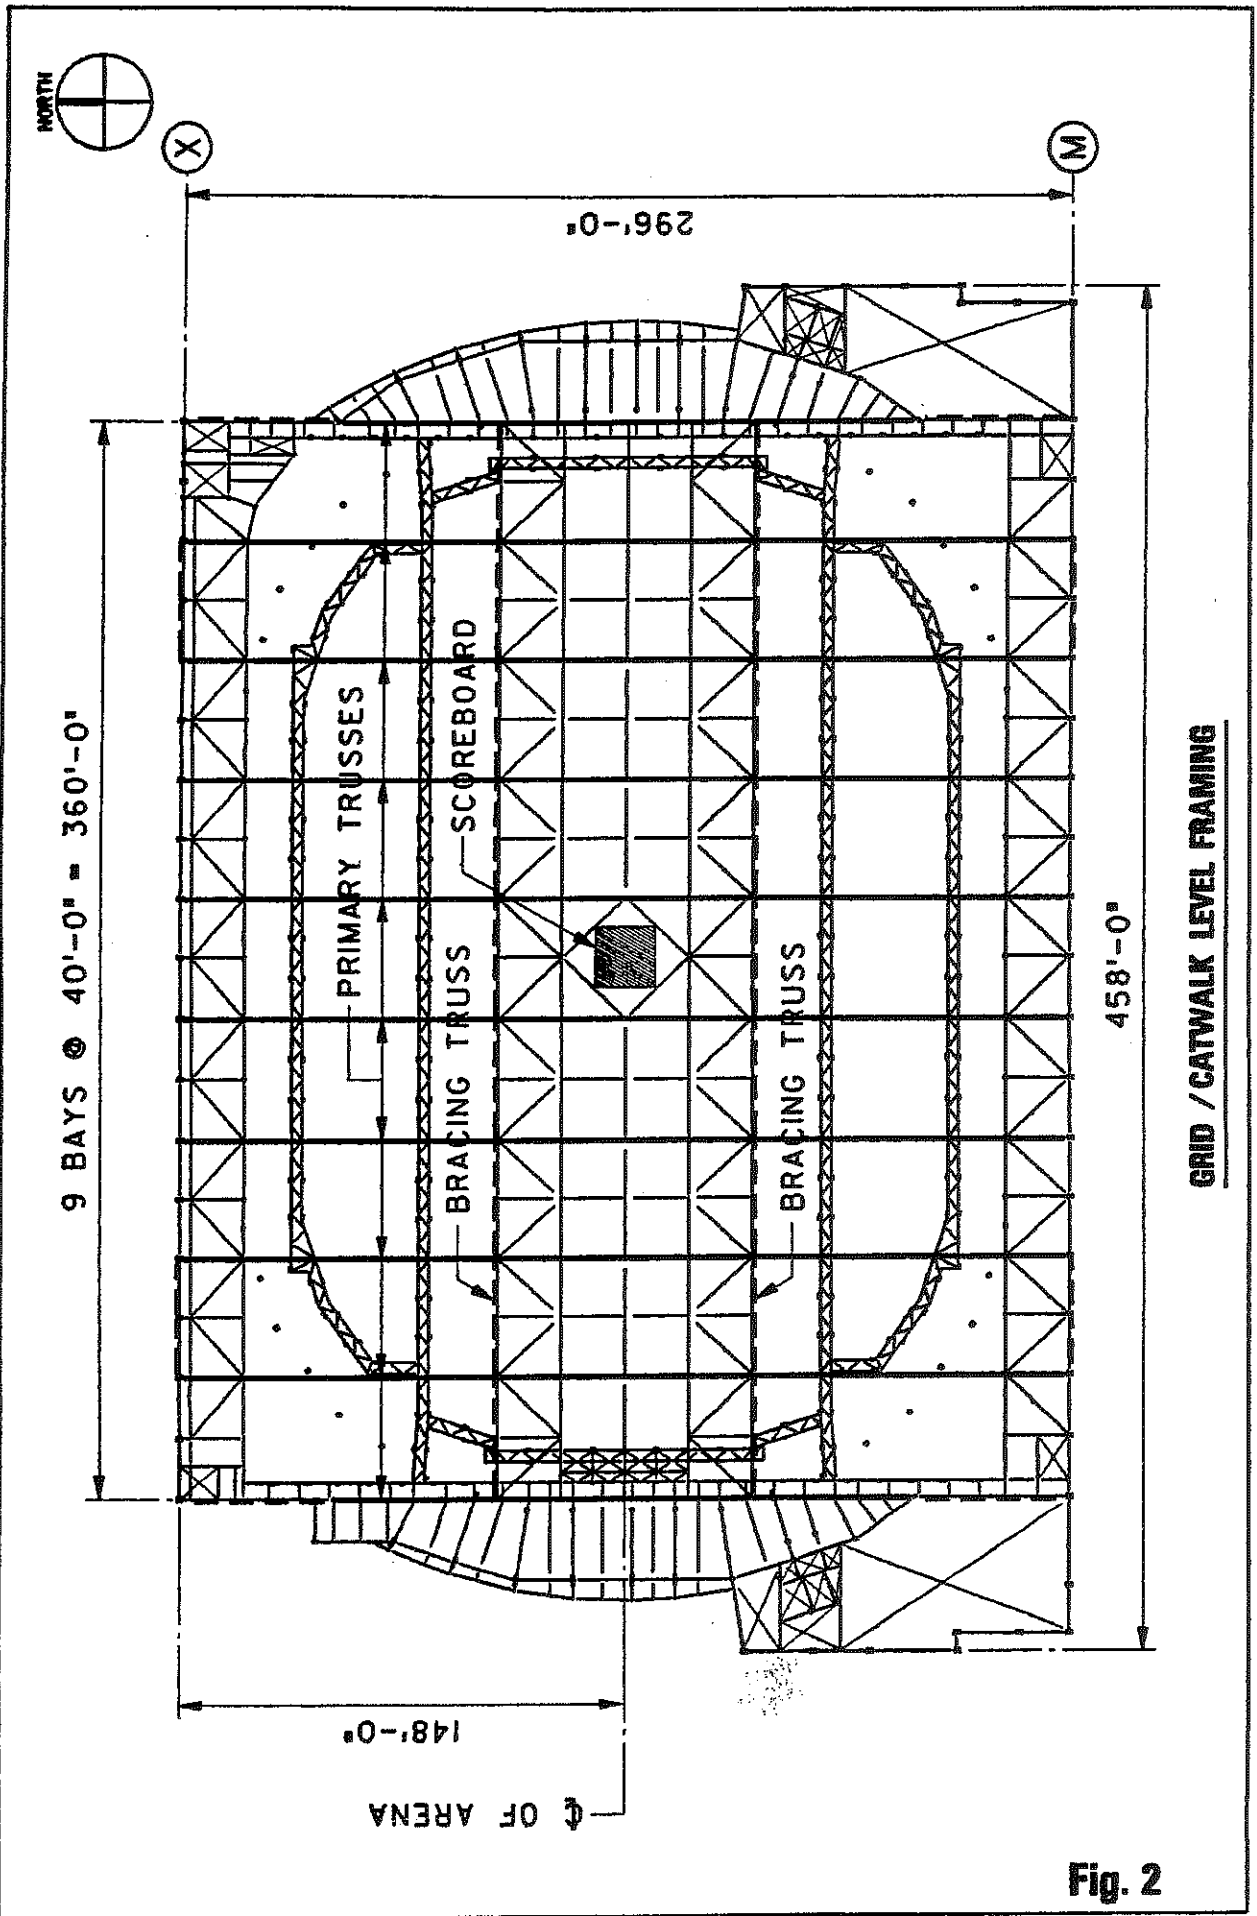 NORTH
X
M
296'-0"
9 BAYS @ 40'-0" = 360'-0"
PRIMARY TRUSSES
SCOREBOARD
BRACING TRUSS
BRACING TRUSS
458'-0"
148'-0"
℄ OF ARENA
GRID / CATWALK LEVEL FRAMING
Fig. 2